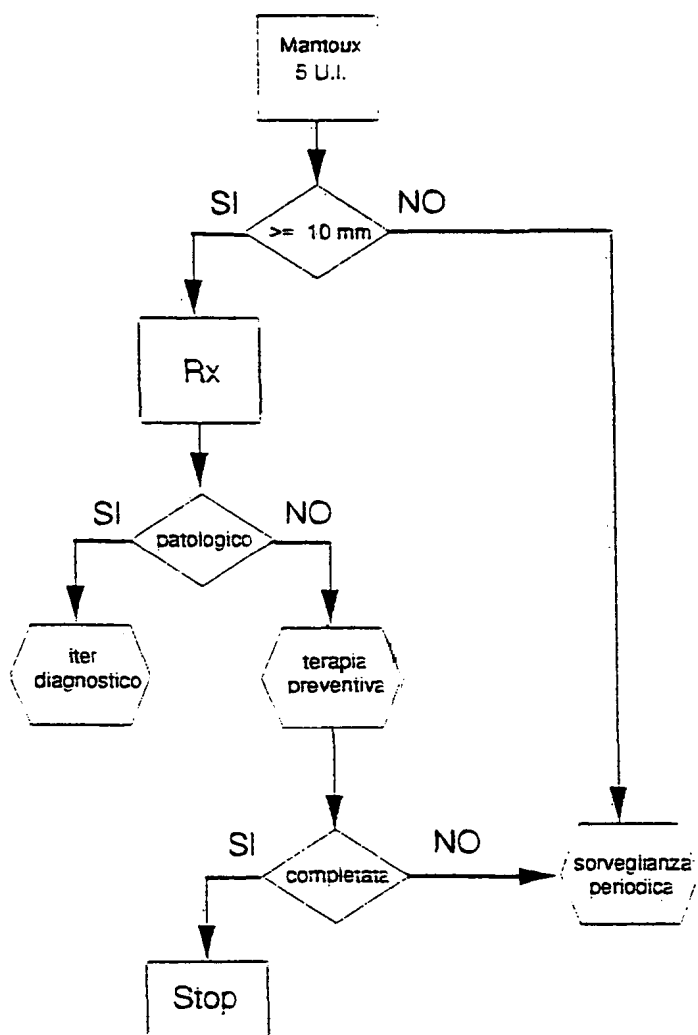 Mantoux
5 U.I.
SI
NO
>= 10 mm
Rx
SI
NO
patologico
iter
diagnostico
terapia
preventiva
SI
NO
completata
sorveglianza
periodica
Stop